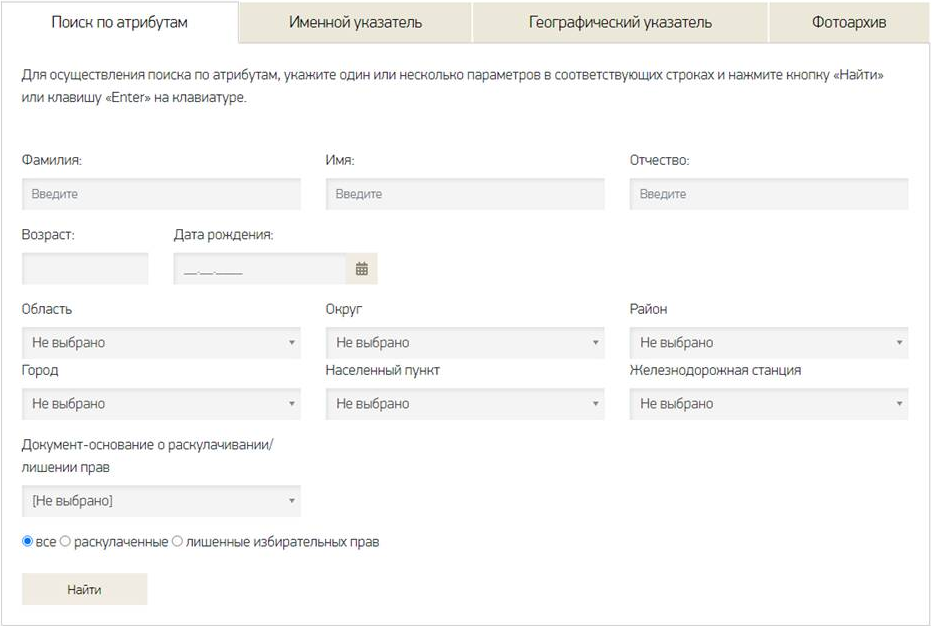 Поиск по атрибутам Именной указатель Географический указатель Фотоархив
Для осуществления поиска по атрибутам, укажите один или несколько параметров в соответствующих строках и нажмите кнопку «Найти»
или клавишу «Enter» на клавиатуре.
Фамилия: Имя: Отчество:
Введите Введите Введите
Возраст: Дата рождения:
__.__.____
Область Округ Район
Не выбрано Не выбрано Не выбрано
Город Населенный пункт Железнодорожная станция
Не выбрано Не выбрано Не выбрано
Документ-основание о раскулачивании/
лишении прав
[Не выбрано]
все раскулаченные лишенные избирательных прав
Найти